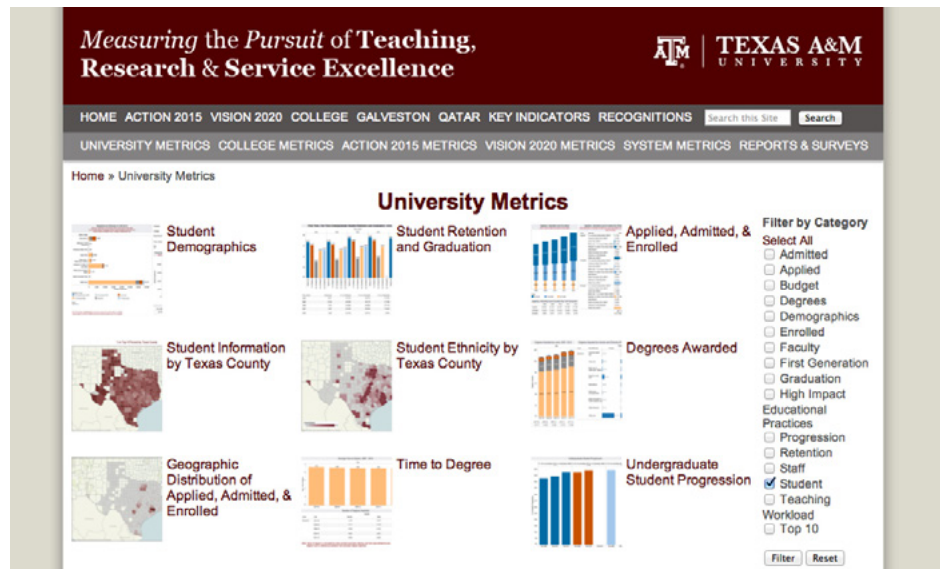 Measuring the Pursuit of Teaching,
Research & Service Excellence
ĀM | TEXAS A&M
UNIVERSITY
HOME ACTION 2015 VISION 2020 COLLEGE GALVESTON QATAR KEY INDICATORS RECOGNITIONS Search this Site Search
UNIVERSITY METRICS COLLEGE METRICS ACTION 2015 METRICS VISION 2020 METRICS SYSTEM METRICS REPORTS & SURVEYS
Home » University Metrics
University Metrics
Student
Demographics
Student Retention
and Graduation
Applied, Admitted, &
Enrolled
Student Information
by Texas County
Student Ethnicity by
Texas County
Degrees Awarded
Geographic
Distribution of
Applied, Admitted, &
Enrolled
Time to Degree
Undergraduate
Student Progression
Filter by Category
Select All
Admitted
Applied
Budget
Degrees
Demographics
Enrolled
Faculty
First Generation
Graduation
High Impact
Educational
Practices
Progression
Retention
Staff
Student
Teaching
Workload
Top 10
Filter Reset